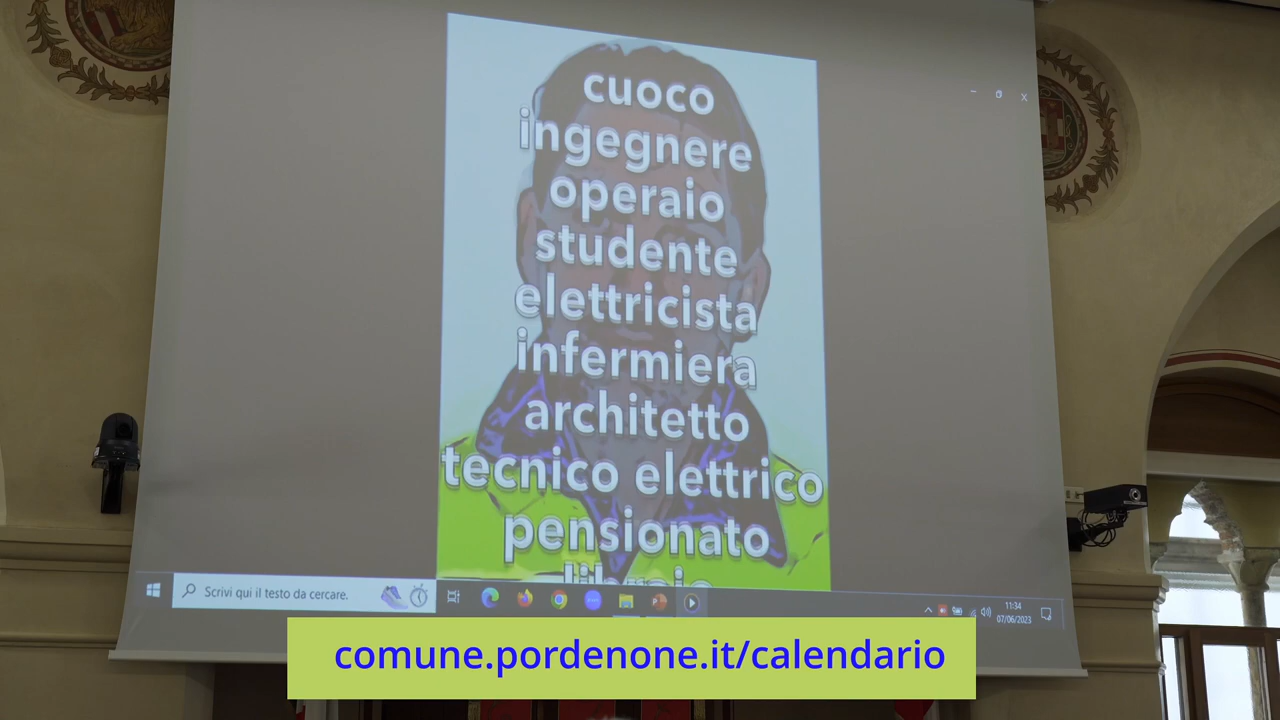 cuoco
ingegnere
operaio
studente
elettricista
infermiera
architetto
tecnico elettrico
pensionato
libraio
Scrivi qui il testo da cercare.
11:34
07/06/2023
comune.pordenone.it/calendario